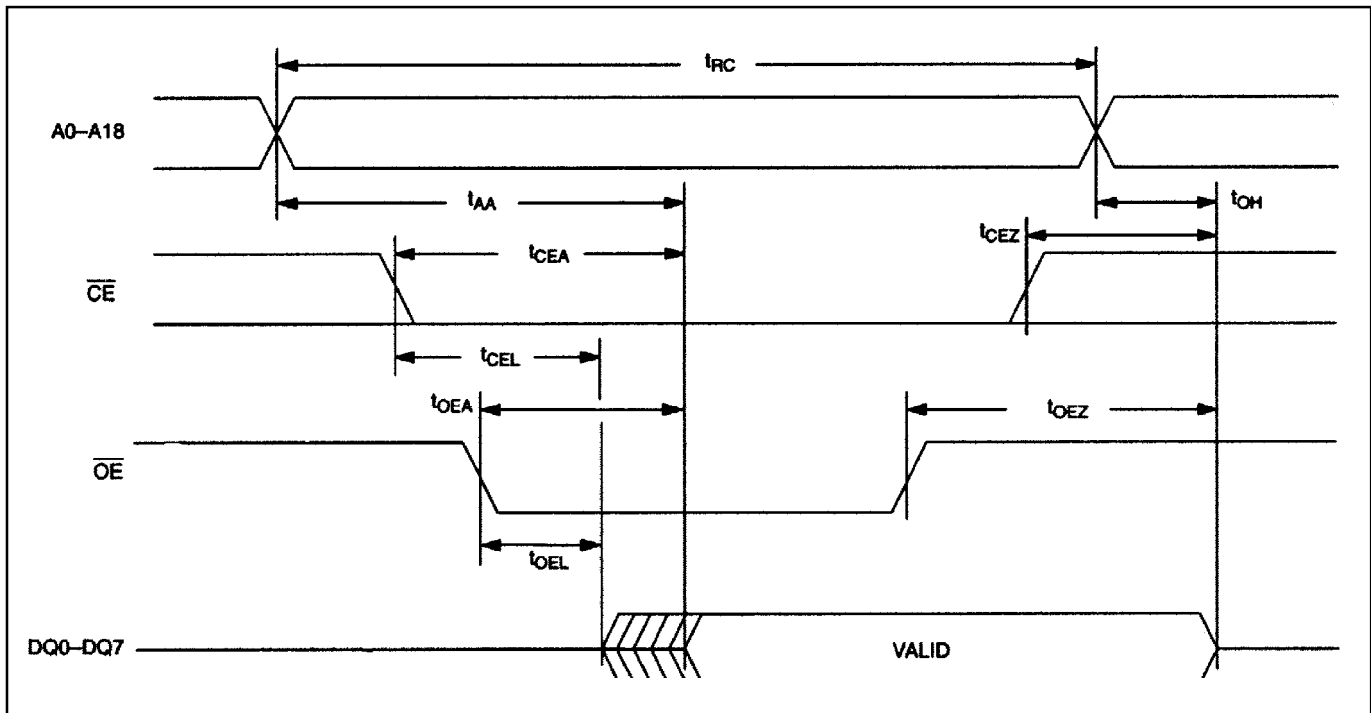 tRC
A0–A18
tAA
tOH
tCEZ
tCEA
CE
tCEL
tOEA
tOEZ
OE
tOEL
DQ0–DQ7
VALID